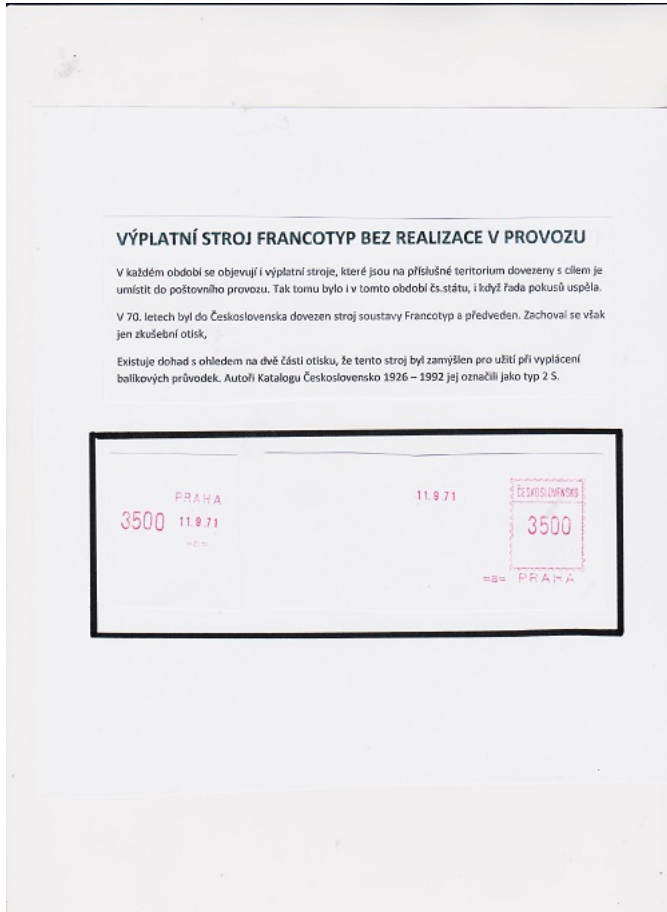 VÝPLATNÍ STROJ FRANCOTYP BEZ REALIZACE V PROVOZU
V každém období se objevují i výplatní stroje, které jsou na příslušné teritorium dovezeny s cílem je
umístit do poštovního provozu. Tak tomu bylo i v tomto období čs.státu, i když řada pokusů uspěla.
V 70. letech byl do Československa dovezen stroj soustavy Francotyp a předveden. Zachoval se však
jen zkušební otisk,
Existuje dohad s ohledem na dvě části otisku, že tento stroj byl zamýšlen pro užití při vyplácení
balíkových průvodek. Autoři Katalogu Československo 1926 – 1992 jej označili jako typ 2 S.
PRAHA
3500 11.9.71
11.9.71
ČESKOSLOVENSKO
3500
=a= PRAHA